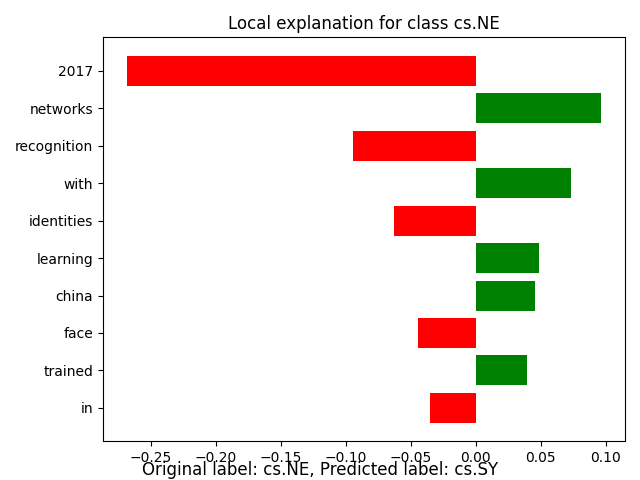 Local explanation for class cs.NE
2017
networks
recognition
with
identities
learning
china
face
trained
in
−0.25 −0.20 −0.15 −0.10 −0.05 0.00 0.05 0.10
Original label: cs.NE, Predicted label: cs.SY